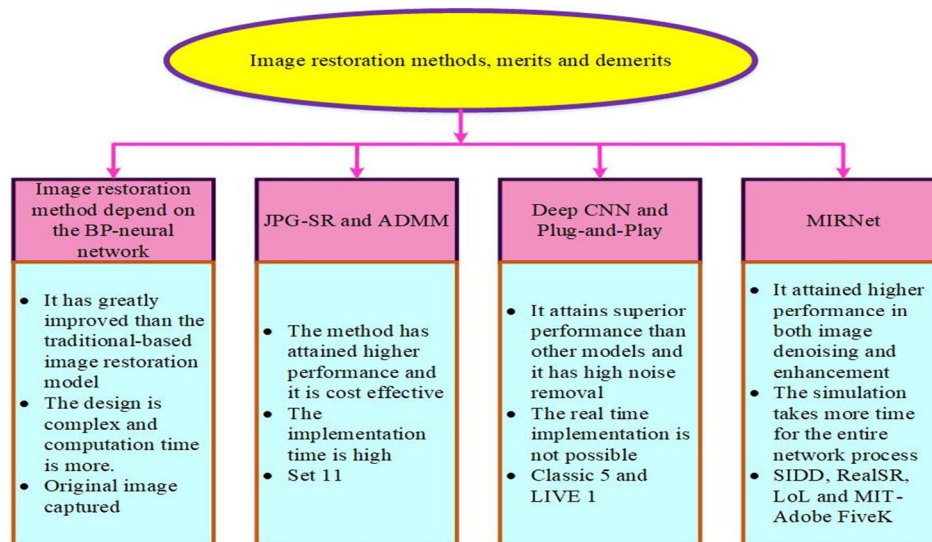 Image restoration methods, merits and demerits
Image restoration
method depend on
the BP-neural
network
JPG-SR and ADMM
Deep CNN and
Plug-and-Play
MIRNet
• It has greatly
improved than the
traditional-based
image restoration
model
• The design is
complex and
computation time
is more.
• Original image
captured
• The method has
attained higher
performance and
it is cost effective
• The
implementation
time is high
• Set 11
• It attains superior
performance than
other models and
it has high noise
removal
• The real time
implementation is
not possible
• Classic 5 and
LIVE 1
• It attained higher
performance in
both image
denoising and
enhancement
• The simulation
takes more time
for the entire
network process
• SIDD, RealSR,
LoL and MIT-
Adobe FiveK